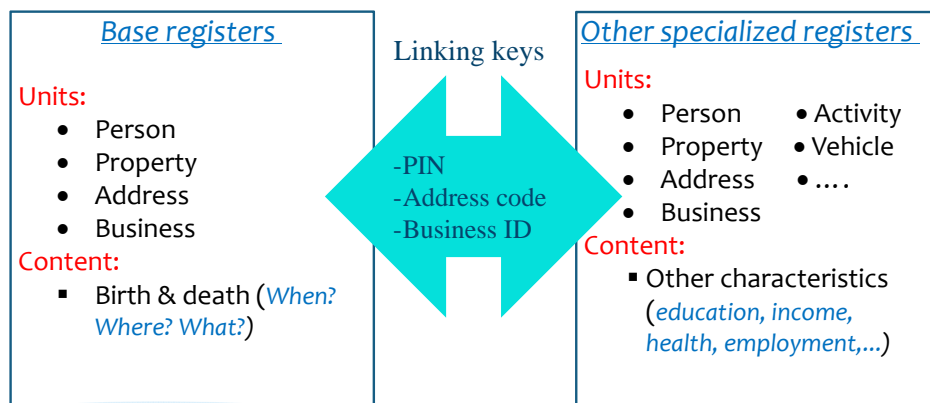 Base registers
Units:
• Person
• Property
• Address
• Business
Content:
▪ Birth & death (When?
Where? What?)
Linking keys
-PIN
-Address code
-Business ID
Other specialized registers
Units:
• Person • Activity
• Property • Vehicle
• Address • ....
• Business
Content:
▪ Other characteristics
(education, income,
health, employment,...)